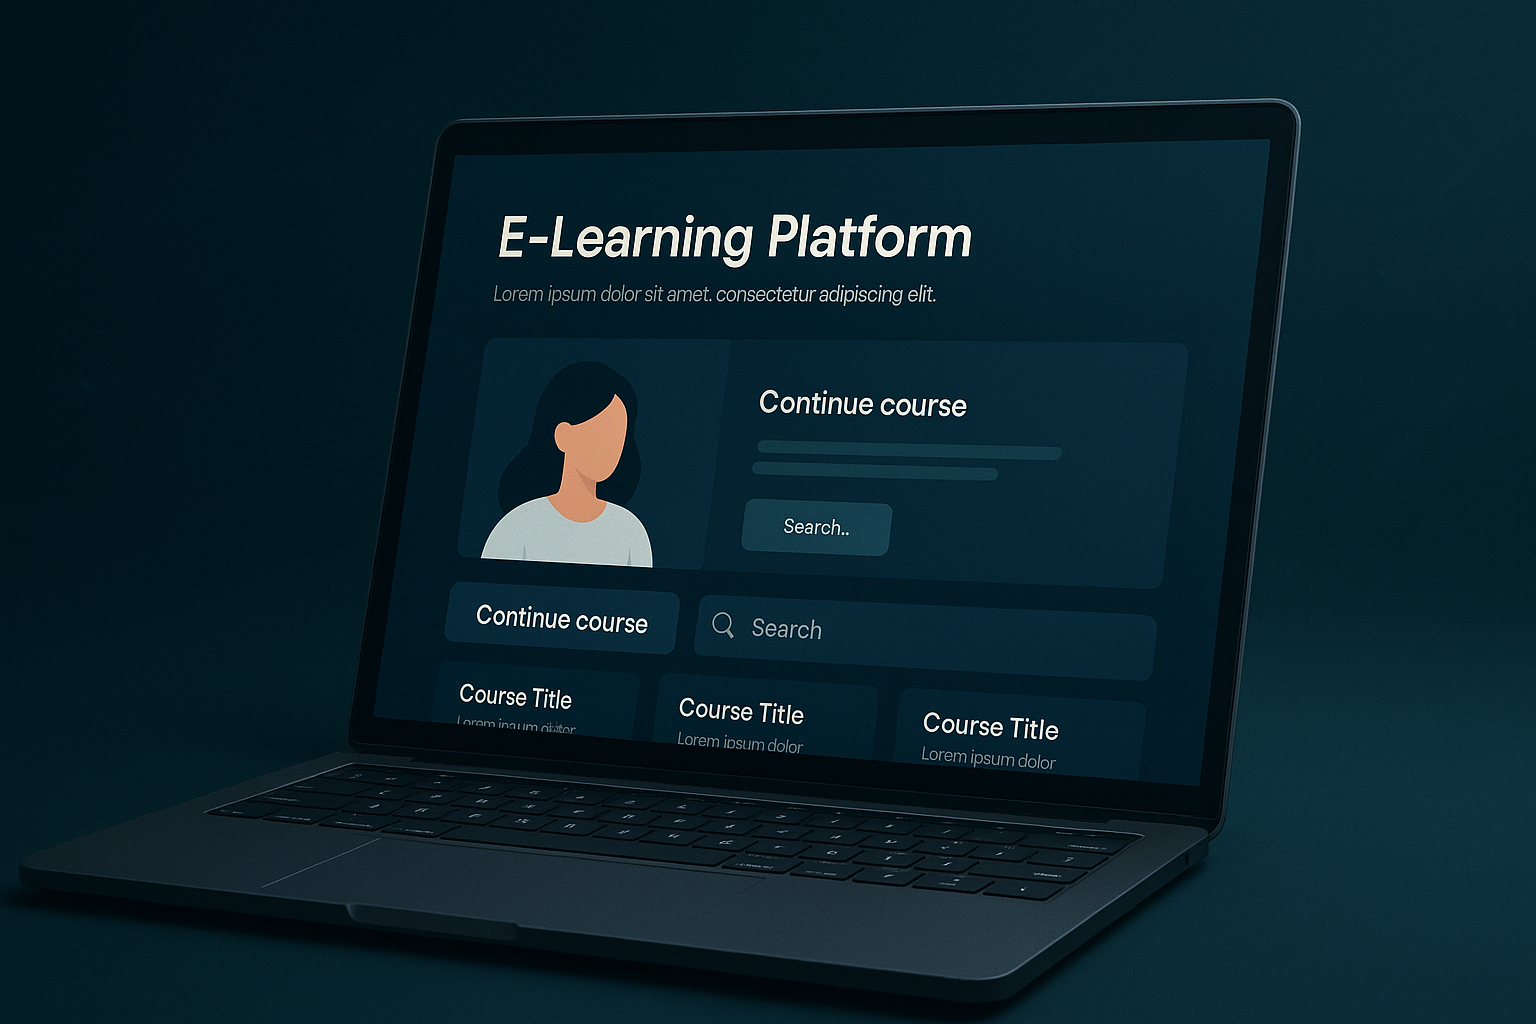 E-Learning Platform
Lorem ipsum dolor sit amet. consectetur adipiscing elit.
Continue course
Search..
Continue course
Search
Course Title
Lorem
Course Title
Lorem ipsum dolor
Course Title
Lorem ipsum dolor